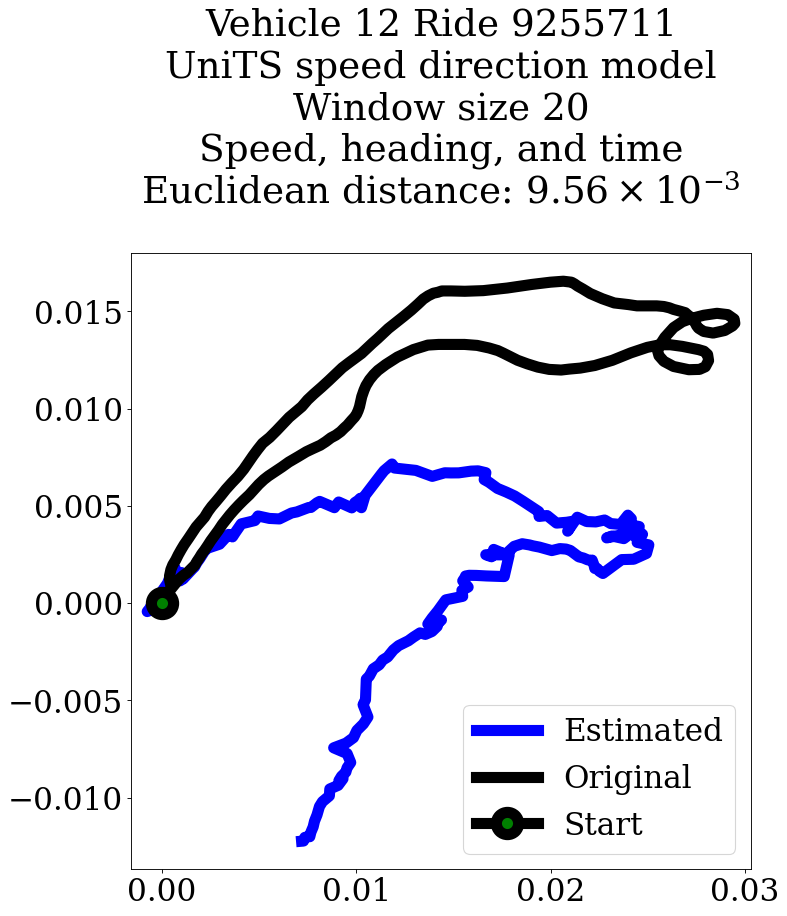 Vehicle 12 Ride 9255711
UniTS speed direction model
Window size 20
Speed, heading, and time
Euclidean distance: 9.56 × 10⁻³
0.015
0.010
0.005
0.000
−0.005
−0.010
Estimated
Original
Start
0.00 0.01 0.02 0.03